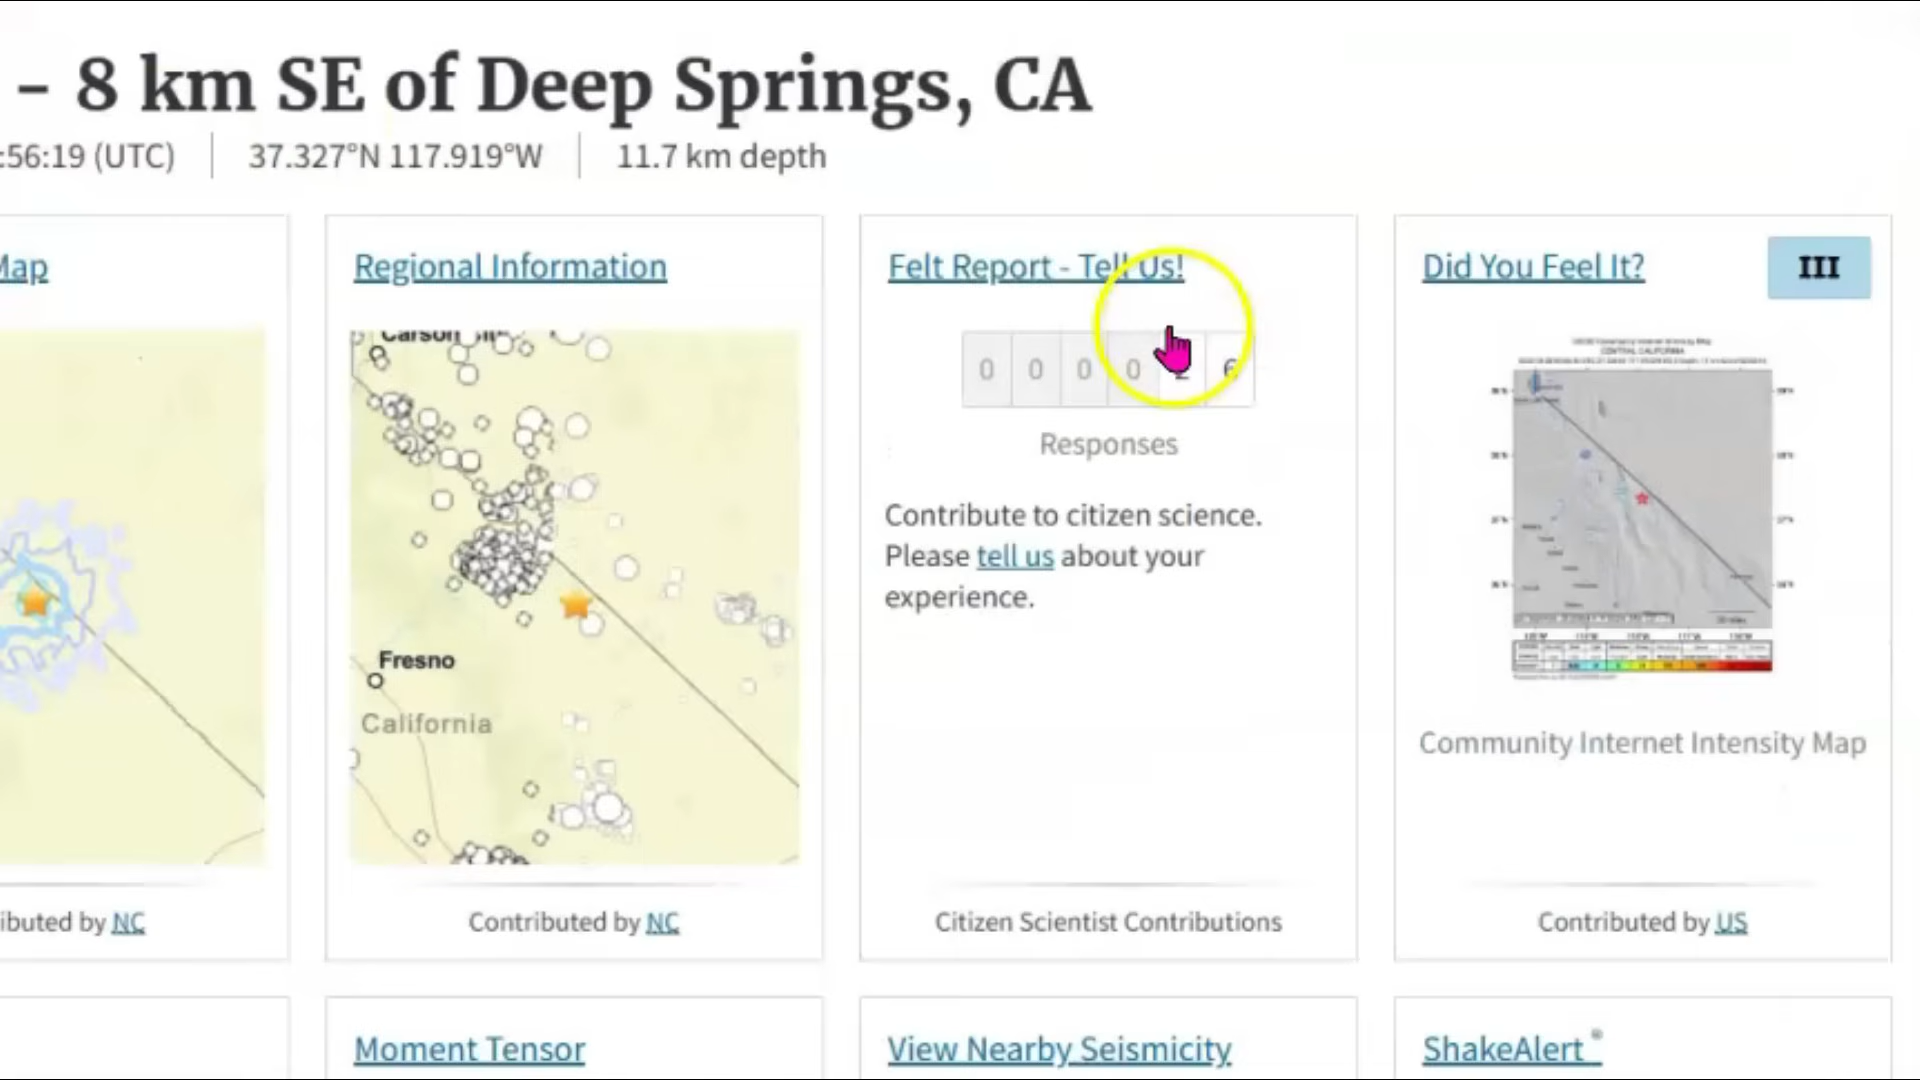 - 8 km SE of Deep Springs, CA
:56:19 (UTC) 37.327°N 117.919°W 11.7 km depth
Map
Regional Information
Felt Report - Tell Us!
Did You Feel It?
III
0 0 0 0
Responses
Contribute to citizen science.
Please tell us about your
experience.
Fresno
California
Community Internet Intensity Map
ibuted by NC
Contributed by NC
Citizen Scientist Contributions
Contributed by US
Moment Tensor
View Nearby Seismicity
ShakeAlert®